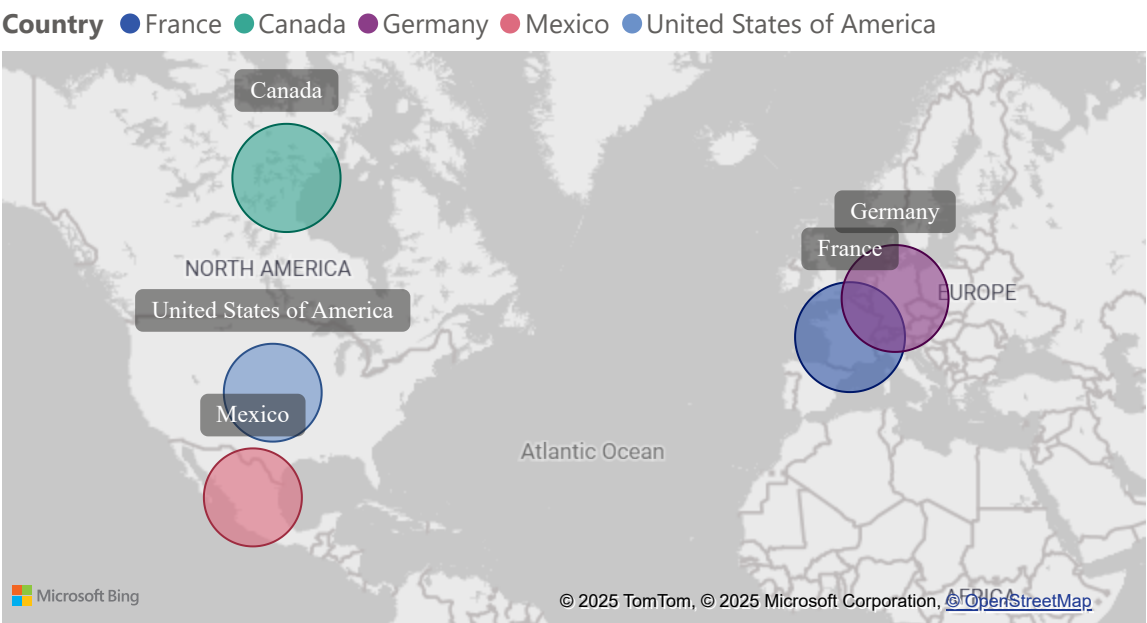 Country France Canada Germany Mexico United States of America
Canada
Germany
France
NORTH AMERICA
EUROPE
United States of America
Mexico
Atlantic Ocean
Microsoft Bing
AFRICA
© 2025 TomTom, © 2025 Microsoft Corporation, © OpenStreetMap